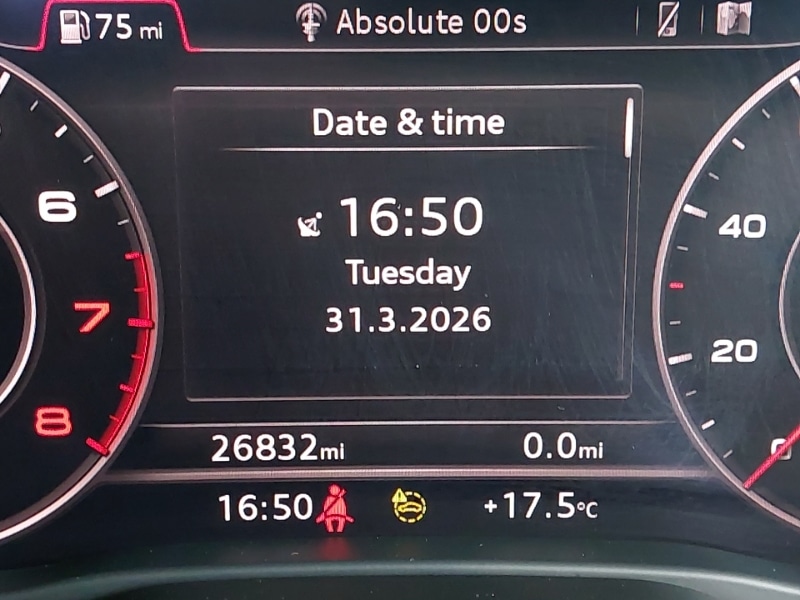 75 mi
Absolute 00s
Date & time
16:50
Tuesday
31.3.2026
6
7
8
40
20
0
26832mi
0.0mi
16:50
+17.5°C